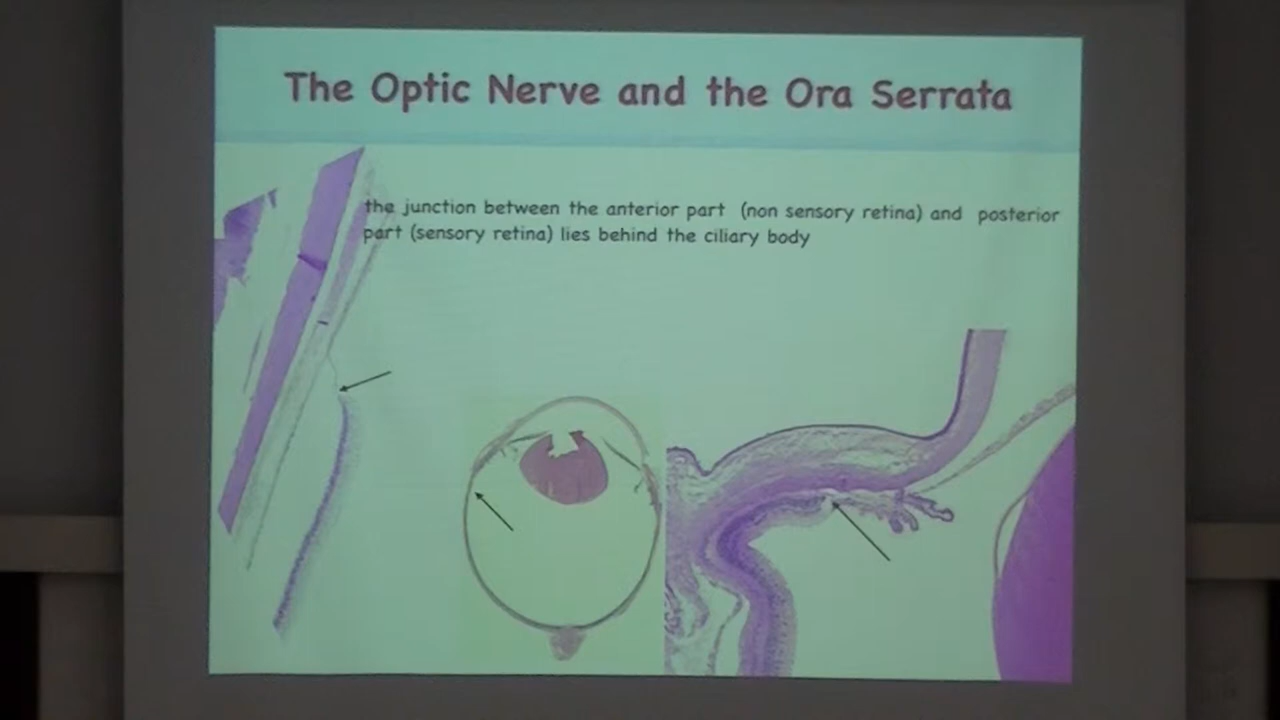 The Optic Nerve and the Ora Serrata
the junction between the anterior part (non sensory retina) and posterior
part (sensory retina) lies behind the ciliary body